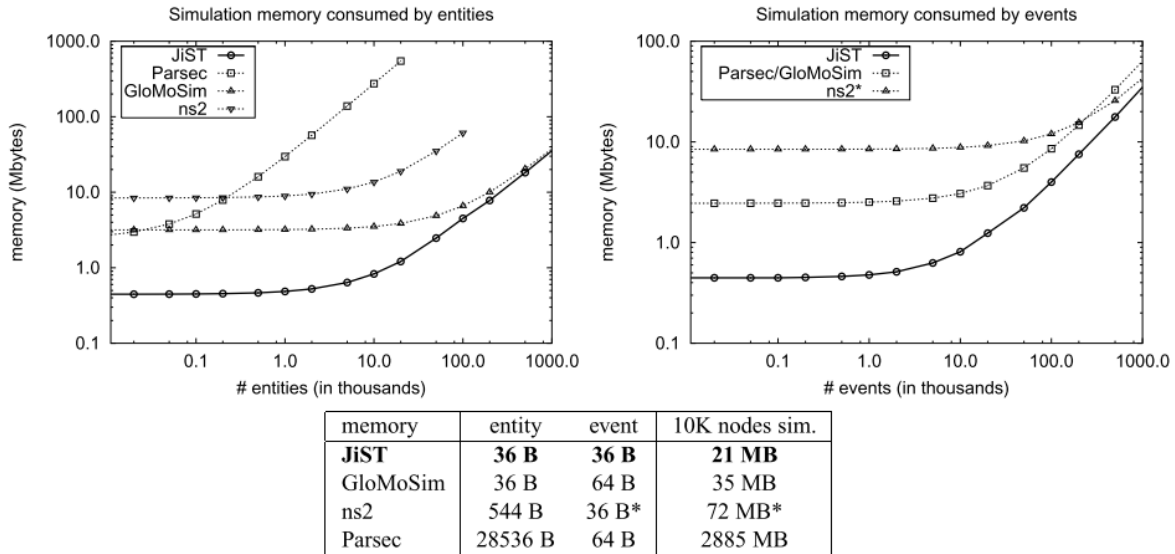 Simulation memory consumed by entities
1000.0
100.0
10.0
1.0
0.1
memory (Mbytes)
JiST
Parsec
GloMoSim
ns2
0.1 1.0 10.0 100.0 1000.0
# entities (in thousands)
Simulation memory consumed by events
100.0
10.0
1.0
0.1
memory (Mbytes)
JiST
Parsec/GloMoSim
ns2*
0.1 1.0 10.0 100.0 1000.0
# events (in thousands)
memory entity event 10K nodes sim.
JiST 36 B 36 B 21 MB
GloMoSim 36 B 64 B 35 MB
ns2 544 B 36 B* 72 MB*
Parsec 28536 B 64 B 2885 MB